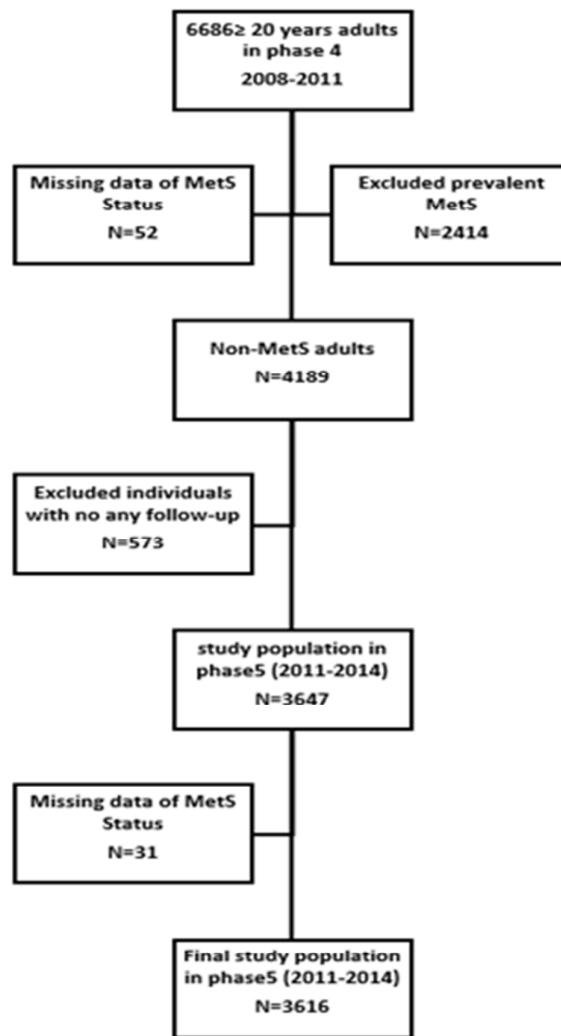 6686≥ 20 years adults
in phase 4
2008-2011
Missing data of MetS
Status
N=52
Excluded prevalent
MetS
N=2414
Non-MetS adults
N=4189
Excluded individuals
with no any follow-up
N=573
study population in
phase5 (2011-2014)
N=3647
Missing data of MetS
Status
N=31
Final study population
in phase5 (2011-2014)
N=3616